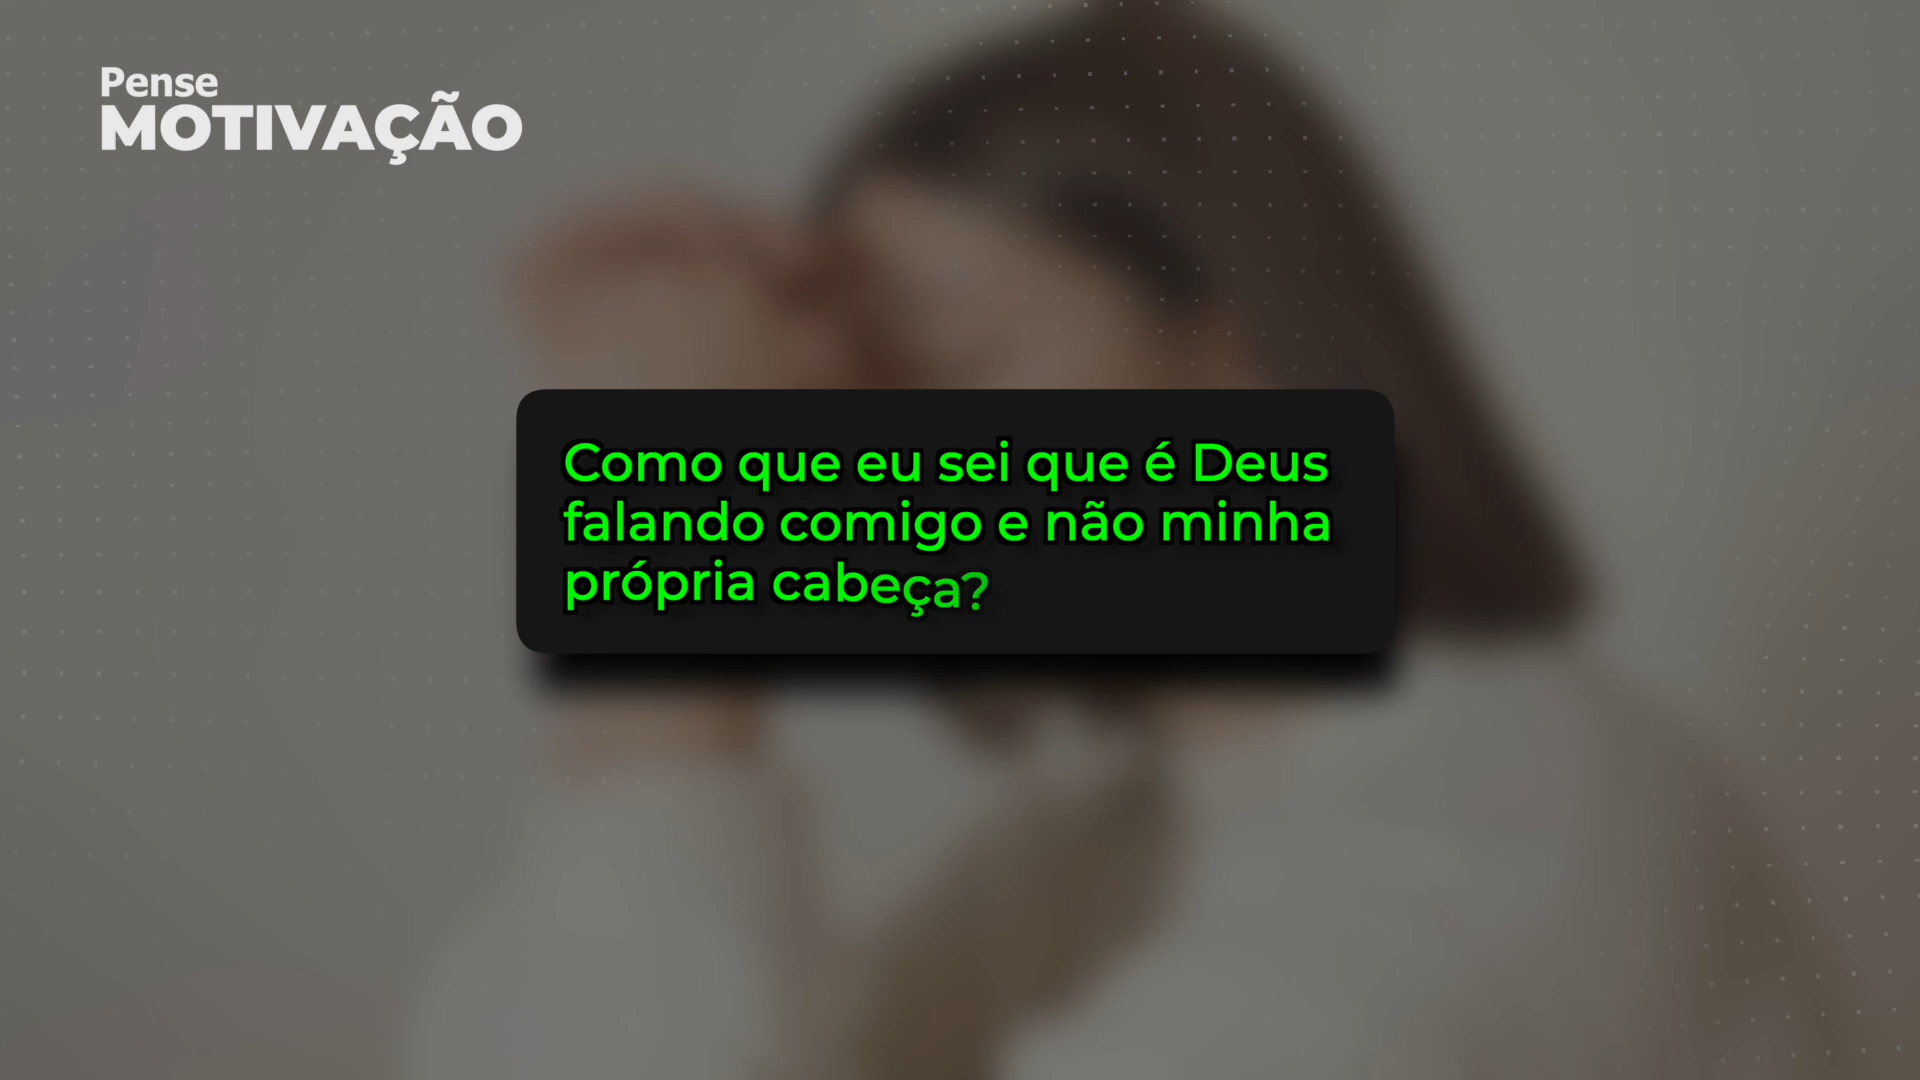 Pense
MOTIVAÇÃO
Como que eu sei que é Deus
falando comigo e não minha
própria cabeça?